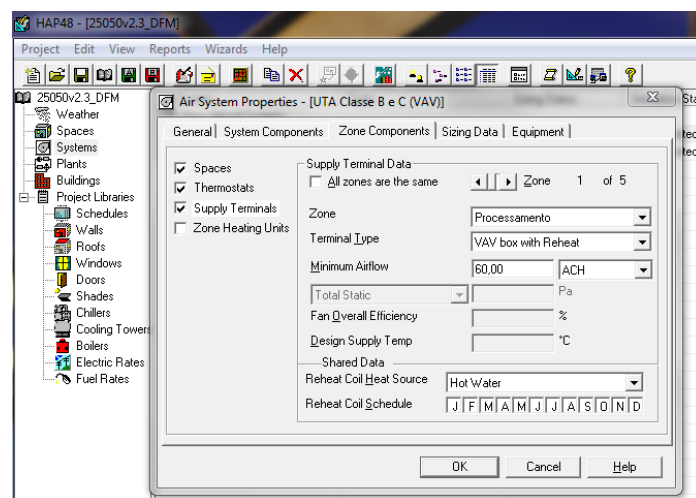 HAP48 - [25050v2.3_DFM]
Project Edit View Reports Wizards Help
25050v2.3_DFM
Weather
Spaces
Systems
Plants
Buildings
Project Libraries
Schedules
Walls
Roofs
Windows
Doors
Shades
Chillers
Cooling Towers
Boilers
Electric Rates
Fuel Rates
Air System Properties - [UTA Classe B e C (VAV)]
General System Components Zone Components Sizing Data Equipment
Spaces
Thermostats
Supply Terminals
Zone Heating Units
Supply Terminal Data
All zones are the same Zone 1 of 5
Zone Processamento
Terminal Type VAV box with Reheat
Minimum Airflow 60,00 ACH
Total Static Pa
Fan Overall Efficiency %
Design Supply Temp °C
Shared Data
Reheat Coil Heat Source Hot Water
Reheat Coil Schedule J F M A M J J A S O N D
OK Cancel Help